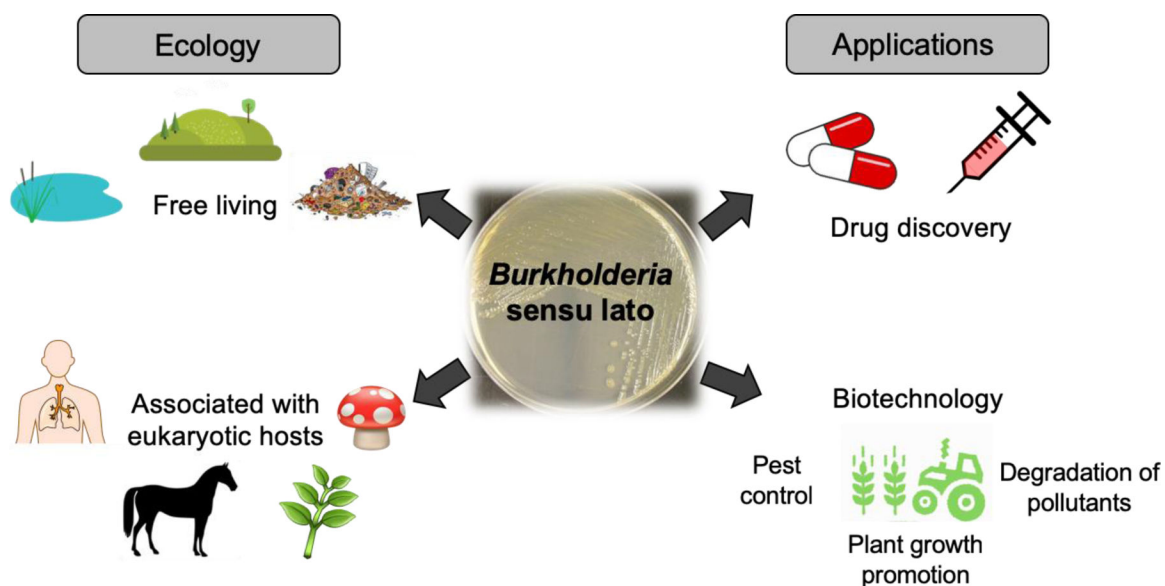 Ecology
Applications
Free living
Drug discovery
Burkholderia
sensu lato
Associated with
eukaryotic hosts
Biotechnology
Pest
control
Degradation of
pollutants
Plant growth
promotion